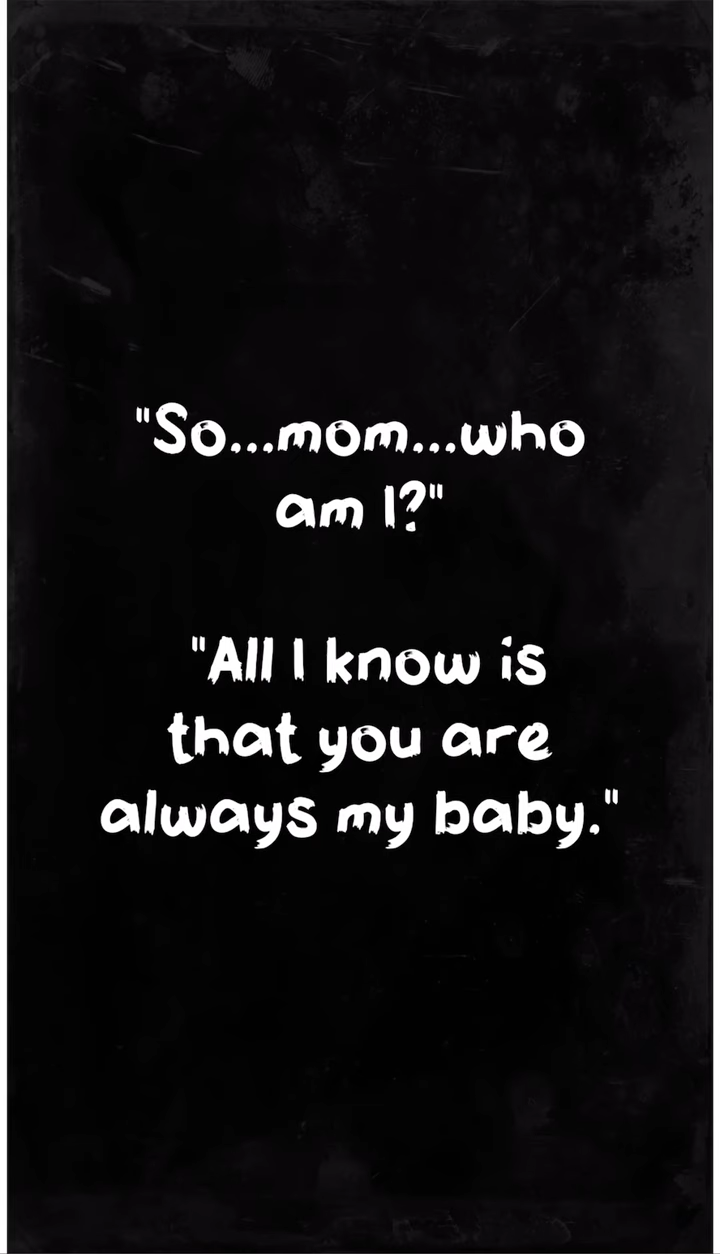 "So...mom...who
am I?"
"All I know is
that you are
always my baby."